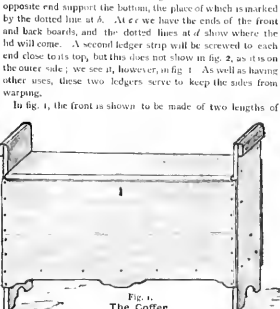 opposite end support the bottom, the place of which is marked
by the dotted line at b. At c c we have the ends of the front
and back boards, and the dotted lines at d show where the
lid will come. A second ledger strip will be screwed to each
end close to its top, but this does not show in fig. 2, as it is on
the outer side; we see it, however, in fig 1 As well as having
other uses, these two ledgers serve to keep the sides from
warping.
In fig. 1, the front is shown to be made of two lengths of
Fig. 1.
The Coffer